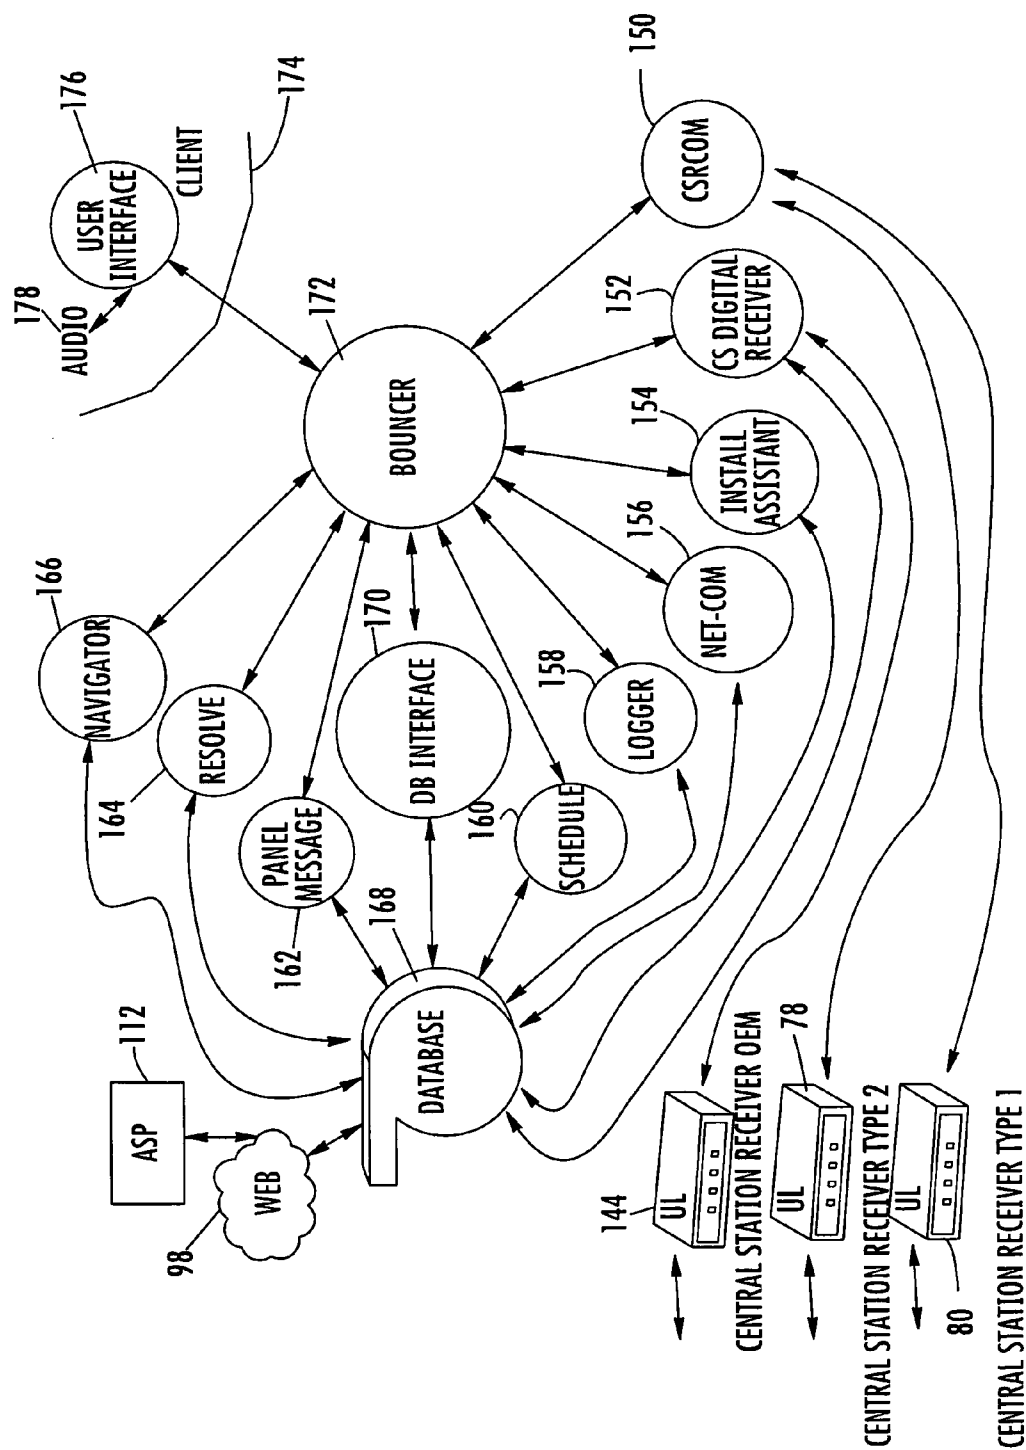 112
ASP
98
WEB
166
NAVIGATOR
164
RESOLVE
162
PANEL
MESSAGE
168
DATABASE
170
DB INTERFACE
160
SCHEDULE
158
LOGGER
156
NET-COM
154
INSTALL
ASSISTANT
152
CS DIGITAL
RECEIVER
150
CSRCOM
172
BOUNCER
178
AUDIO
176
USER
INTERFACE
CLIENT
174
144
UL
CENTRAL STATION RECEIVER OEM
78
UL
CENTRAL STATION RECEIVER TYPE 2
UL
80
CENTRAL STATION RECEIVER TYPE 1